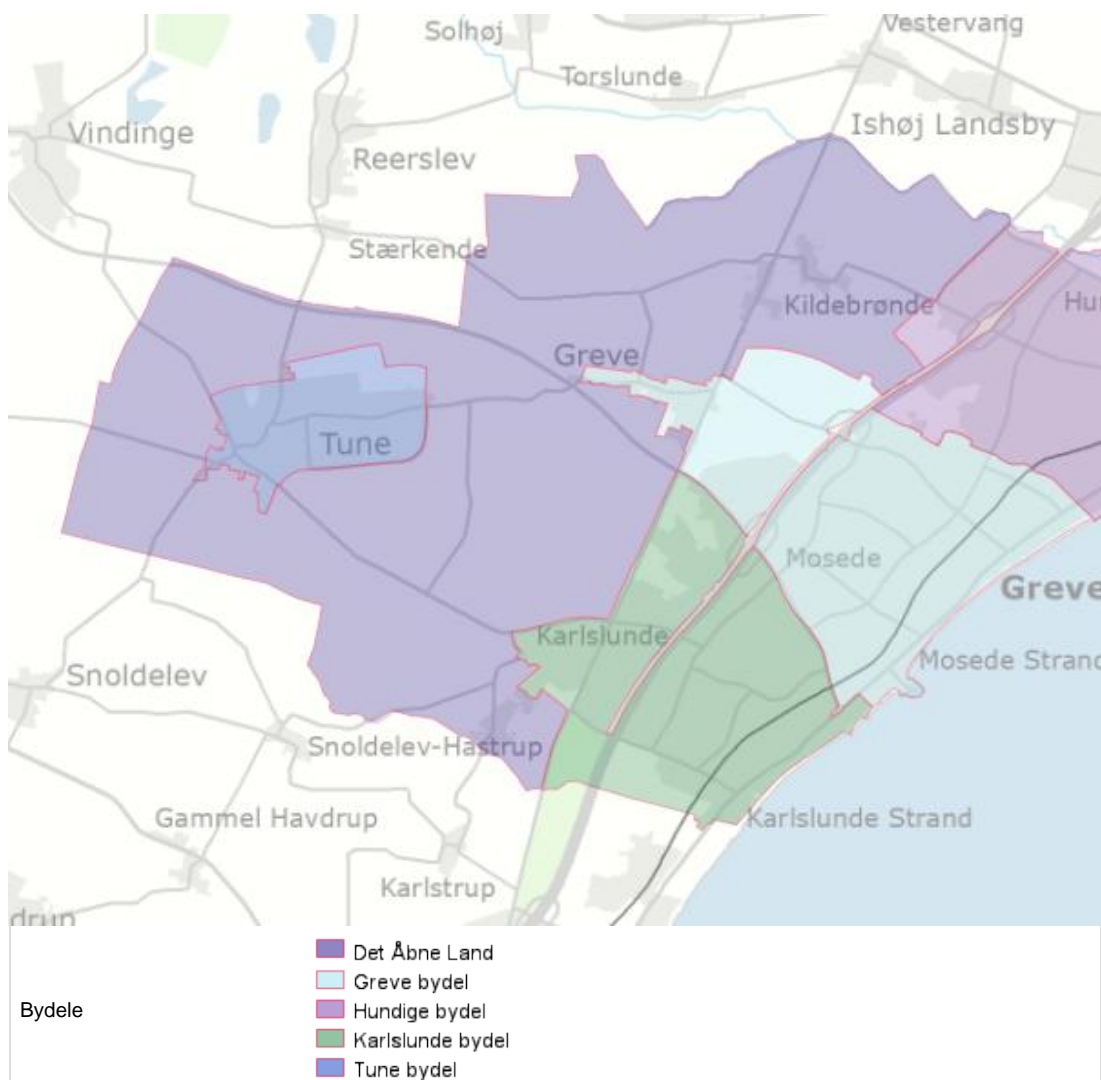 Solhøj
Vestervang
Torslunde
Vindinge
Ishøj Landsby
Reerslev
Stærkende
Kildebrønde
Greve
Tune
Mosede
Greve
Karlslunde
Mosede Strand
Snoldelev
Snoldelev-Hastrup
Gammel Havdrup
Karlslunde Strand
Karlstrup
Bydele
Det Åbne Land
Greve bydel
Hundige bydel
Karlslunde bydel
Tune bydel